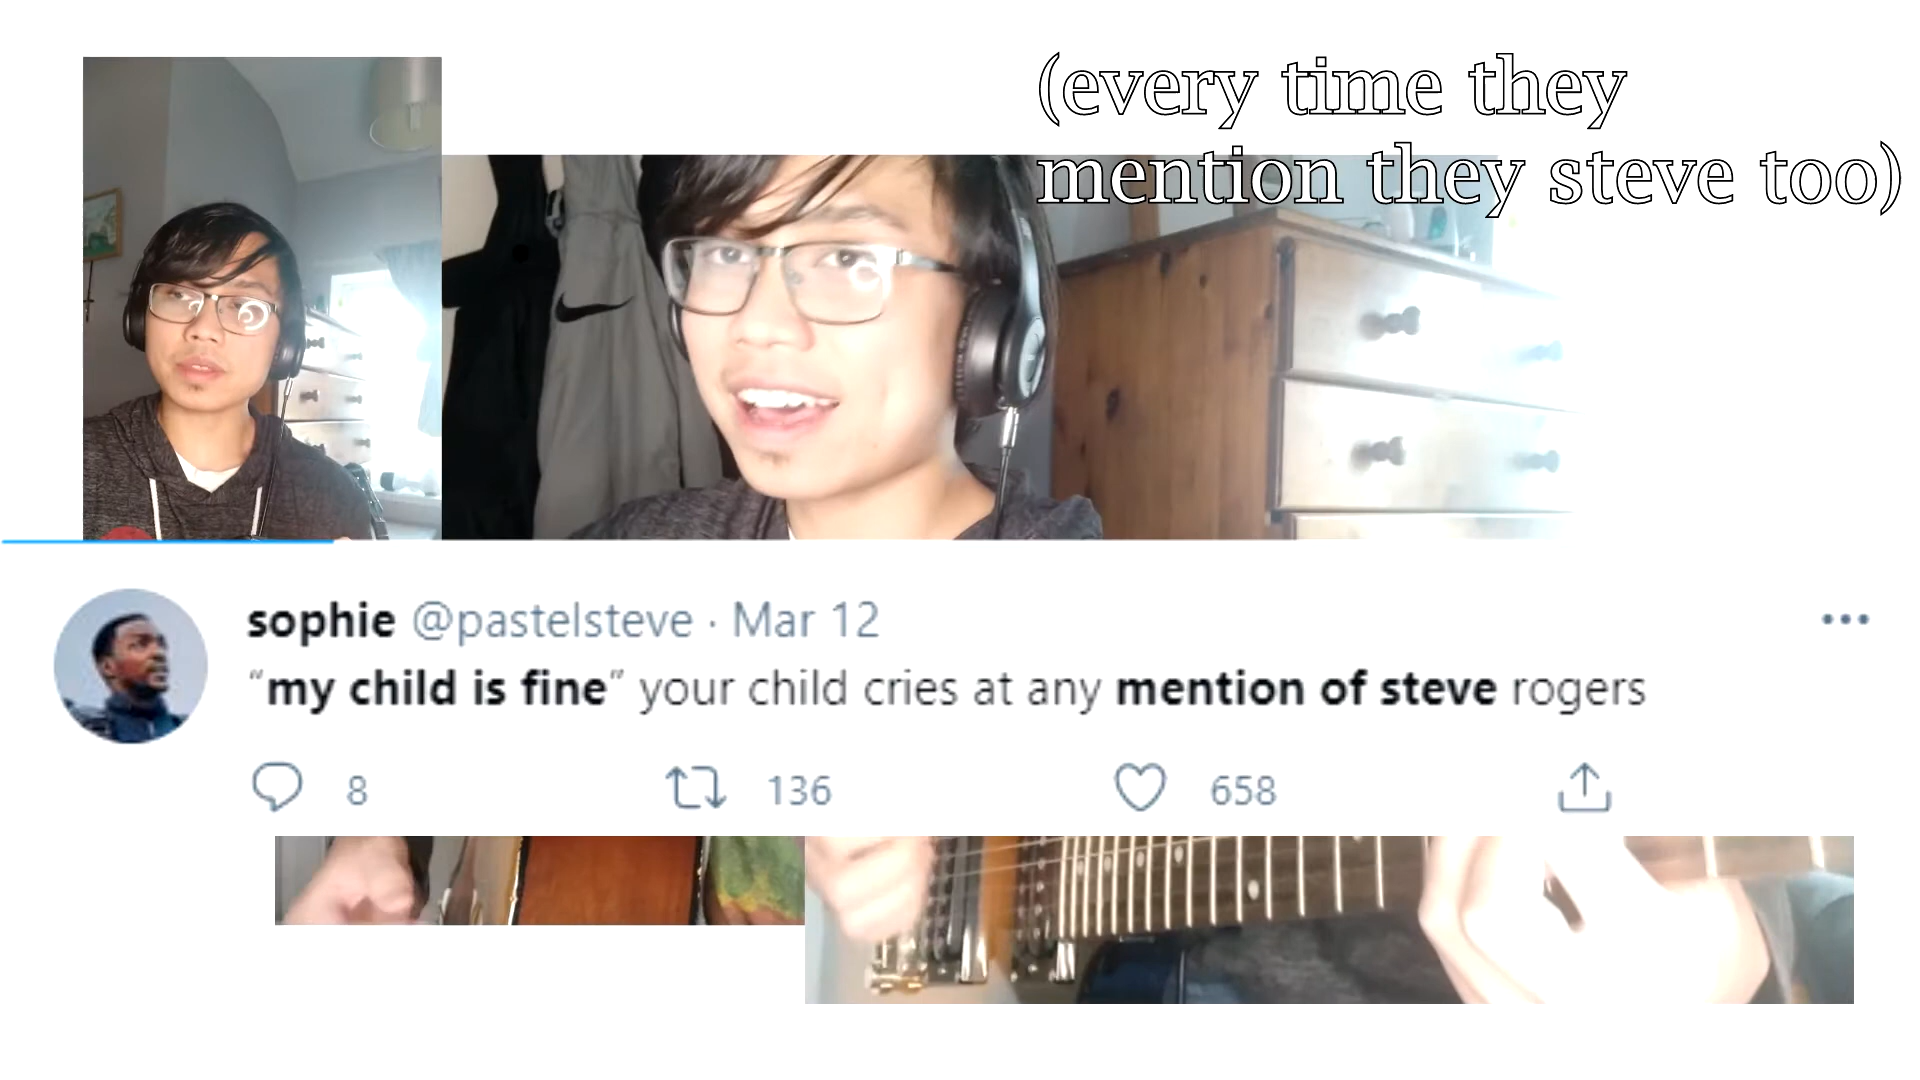 (every time they
mention they steve too)
sophie @pastelsteve · Mar 12
“my child is fine” your child cries at any mention of steve rogers
8 136 658